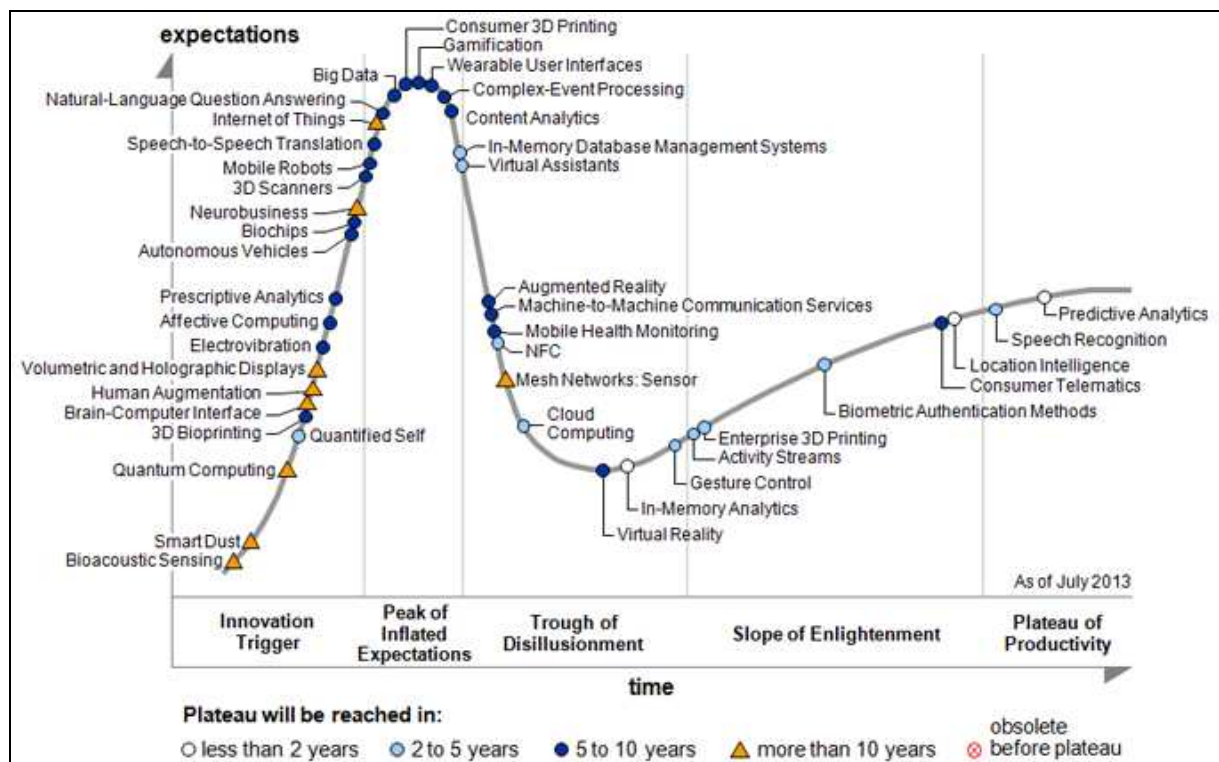 expectations
Consumer 3D Printing
Gamification
Wearable User Interfaces
Big Data
Complex-Event Processing
Natural-Language Question Answering
Internet of Things
Content Analytics
Speech-to-Speech Translation
In-Memory Database Management Systems
Mobile Robots
Virtual Assistants
3D Scanners
Neurobusiness
Biochips
Autonomous Vehicles
Prescriptive Analytics
Affective Computing
Electrovibration
Volumetric and Holographic Displays
Human Augmentation
Brain-Computer Interface
3D Bioprinting
Quantified Self
Quantum Computing
Smart Dust
Bioacoustic Sensing
Augmented Reality
Machine-to-Machine Communication Services
Mobile Health Monitoring
NFC
Mesh Networks: Sensor
Cloud
Computing
Predictive Analytics
Speech Recognition
Location Intelligence
Consumer Telematics
Biometric Authentication Methods
Enterprise 3D Printing
Activity Streams
Gesture Control
In-Memory Analytics
Virtual Reality
As of July 2013
Innovation
Trigger
Peak of
Inflated
Expectations
Trough of
Disillusionment
Slope of Enlightenment
Plateau of
Productivity
time
Plateau will be reached in:
less than 2 years
2 to 5 years
5 to 10 years
more than 10 years
obsolete
before plateau